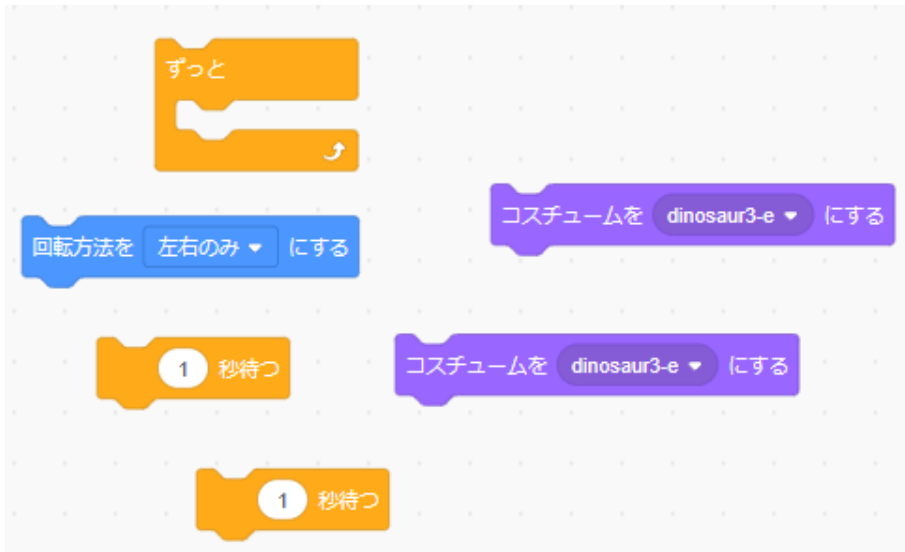 ずっと
コスチュームを dinosaur3-e にする
回転方法を 左右のみ にする
1 秒待つ
コスチュームを dinosaur3-e にする
1 秒待つ